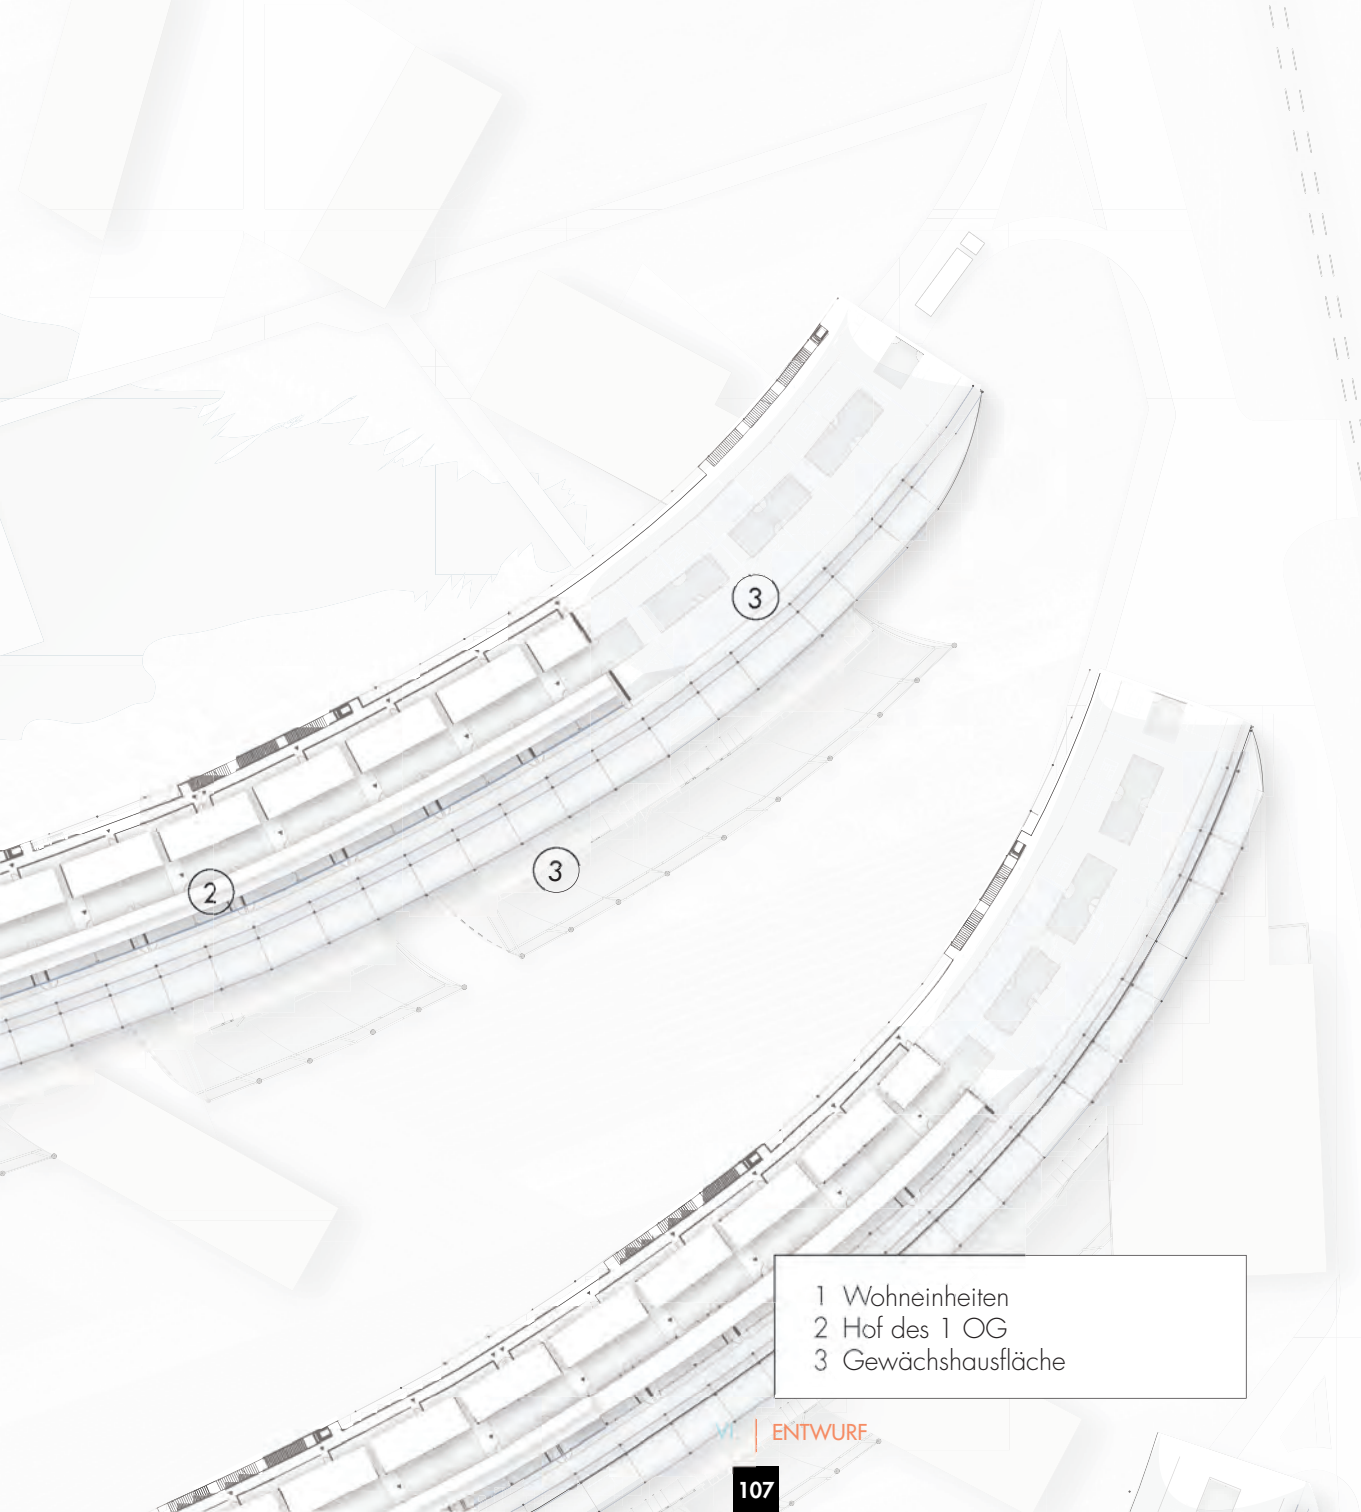 3
3
2
1 Wohneinheiten
2 Hof des 1 OG
3 Gewächshausfläche
VI. | ENTWURF
107